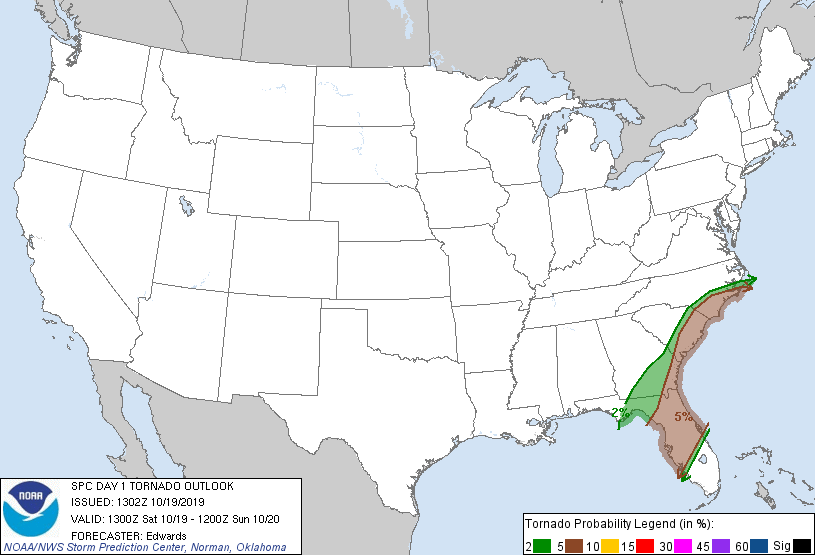 2%
5%
NOAA
SPC DAY 1 TORNADO OUTLOOK
ISSUED: 1302Z 10/19/2019
VALID: 1300Z Sat 10/19 - 1200Z Sun 10/20
FORECASTER: Edwards
NOAA/NWS Storm Prediction Center, Norman, Oklahoma
Tornado Probability Legend (in %):
2 5 10 15 30 45 60 Sig